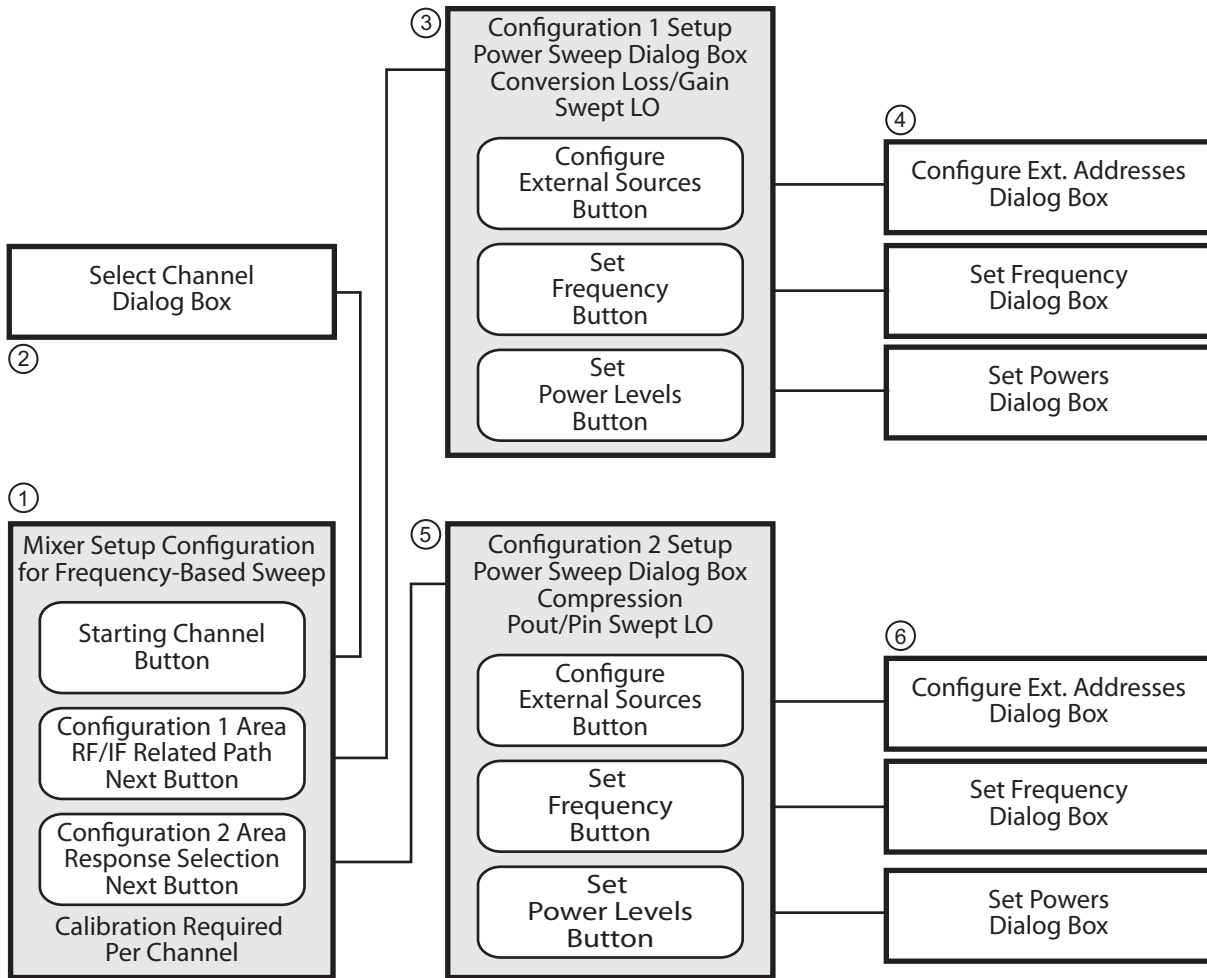 ③
Configuration 1 Setup
Power Sweep Dialog Box
Conversion Loss/Gain
Swept LO
Configure
External Sources
Button
Set
Frequency
Button
Set
Power Levels
Button
④
Configure Ext. Addresses
Dialog Box
Set Frequency
Dialog Box
Set Powers
Dialog Box
Select Channel
Dialog Box
②
①
Mixer Setup Configuration
for Frequency-Based Sweep
Starting Channel
Button
Configuration 1 Area
RF/IF Related Path
Next Button
Configuration 2 Area
Response Selection
Next Button
Calibration Required
Per Channel
⑤
Configuration 2 Setup
Power Sweep Dialog Box
Compression
Pout/Pin Swept LO
Configure
External Sources
Button
Set
Frequency
Button
Set
Power Levels
Button
⑥
Configure Ext. Addresses
Dialog Box
Set Frequency
Dialog Box
Set Powers
Dialog Box